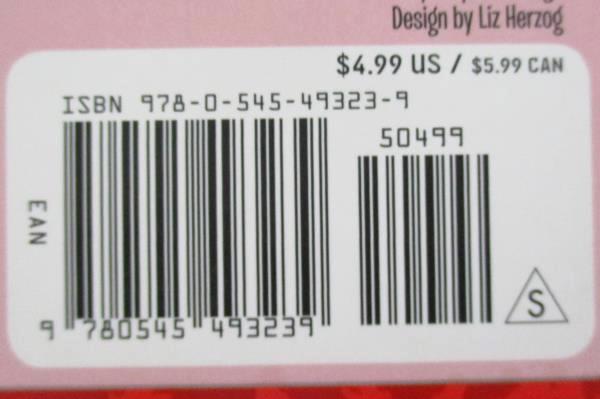 Design by Liz Herzog
$4.99 US / $5.99 CAN
ISBN 978-0-545-49323-9
50499
EAN
9 780545 493239
S